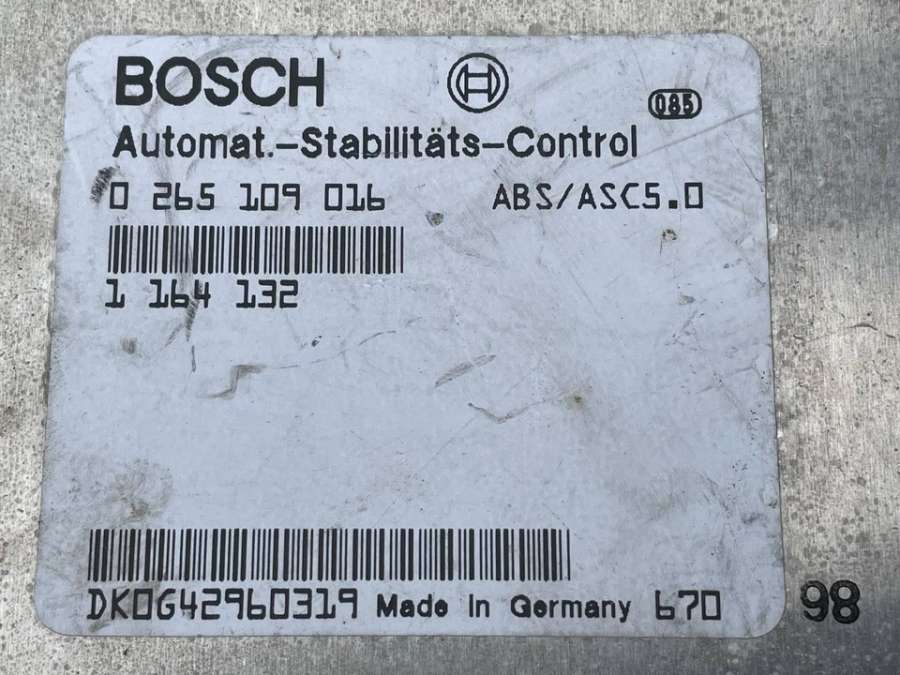 BOSCH
085
Automat.-Stabilitäts-Control
0 265 109 016 ABS/ASC5.0
1 164 132
DK0G42960319 Made in Germany 670
98